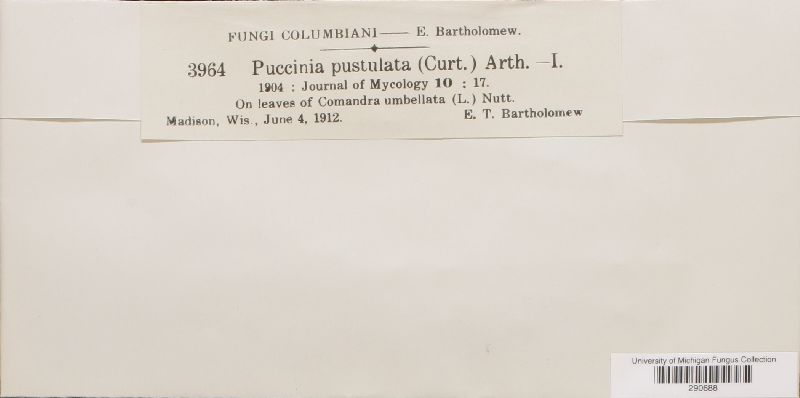 FUNGI COLUMBIANI — E. Bartholomew.
3964 Puccinia pustulata (Curt.) Arth. —I.
1904 : Journal of Mycology 10 : 17.
On leaves of Comandra umbellata (L.) Nutt.
Madison, Wis., June 4, 1912. E. T. Bartholomew
University of Michigan Fungus Collection
290688